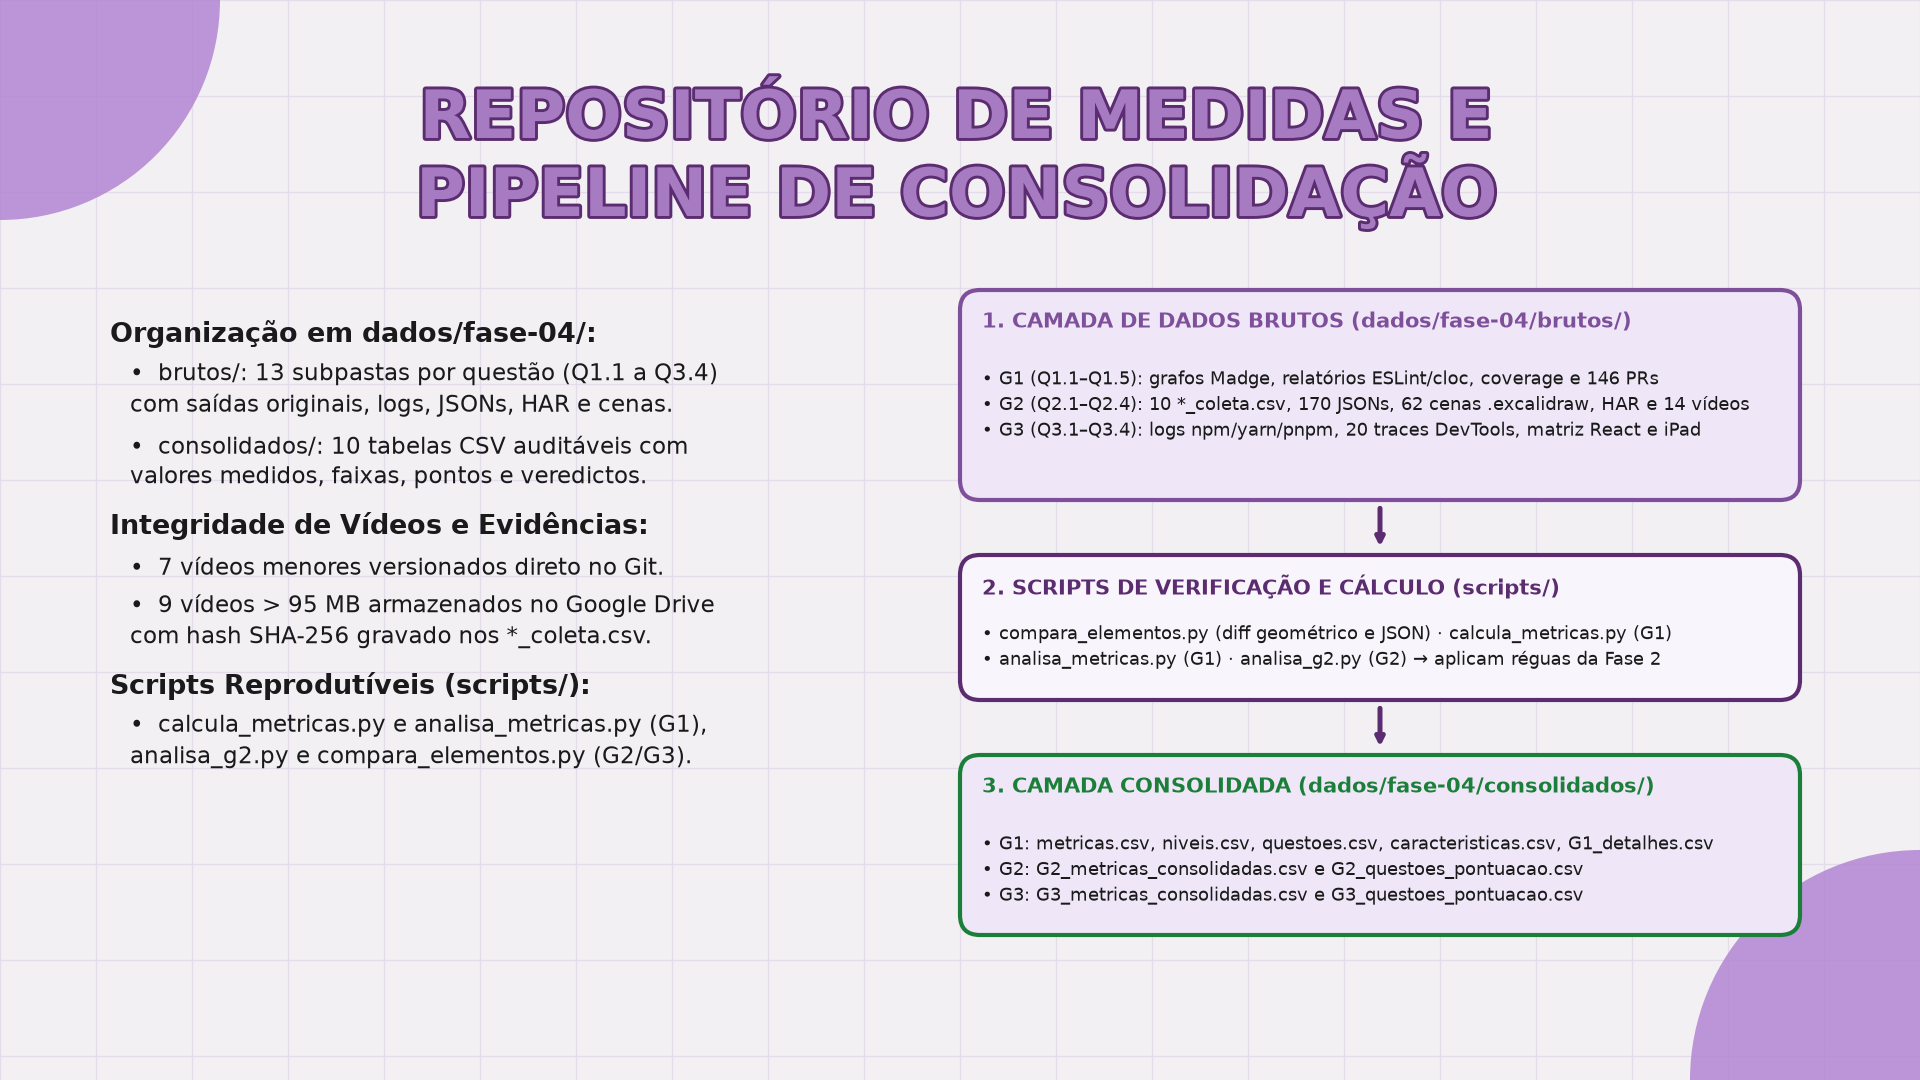 REPOSITÓRIO DE MEDIDAS E
PIPELINE DE CONSOLIDAÇÃO
Organização em dados/fase-04/:
• brutos/: 13 subpastas por questão (Q1.1 a Q3.4)
com saídas originais, logs, JSONs, HAR e cenas.
• consolidados/: 10 tabelas CSV auditáveis com
valores medidos, faixas, pontos e veredictos.
Integridade de Vídeos e Evidências:
• 7 vídeos menores versionados direto no Git.
• 9 vídeos > 95 MB armazenados no Google Drive
com hash SHA-256 gravado nos *_coleta.csv.
Scripts Reprodutíveis (scripts/):
• calcula_metricas.py e analisa_metricas.py (G1),
analisa_g2.py e compara_elementos.py (G2/G3).
1. CAMADA DE DADOS BRUTOS (dados/fase-04/brutos/)
• G1 (Q1.1–Q1.5): grafos Madge, relatórios ESLint/cloc, coverage e 146 PRs
• G2 (Q2.1–Q2.4): 10 *_coleta.csv, 170 JSONs, 62 cenas .excalidraw, HAR e 14 vídeos
• G3 (Q3.1–Q3.4): logs npm/yarn/pnpm, 20 traces DevTools, matriz React e iPad
2. SCRIPTS DE VERIFICAÇÃO E CÁLCULO (scripts/)
• compara_elementos.py (diff geométrico e JSON) · calcula_metricas.py (G1)
• analisa_metricas.py (G1) · analisa_g2.py (G2) → aplicam réguas da Fase 2
3. CAMADA CONSOLIDADA (dados/fase-04/consolidados/)
• G1: metricas.csv, niveis.csv, questoes.csv, caracteristicas.csv, G1_detalhes.csv
• G2: G2_metricas_consolidadas.csv e G2_questoes_pontuacao.csv
• G3: G3_metricas_consolidadas.csv e G3_questoes_pontuacao.csv